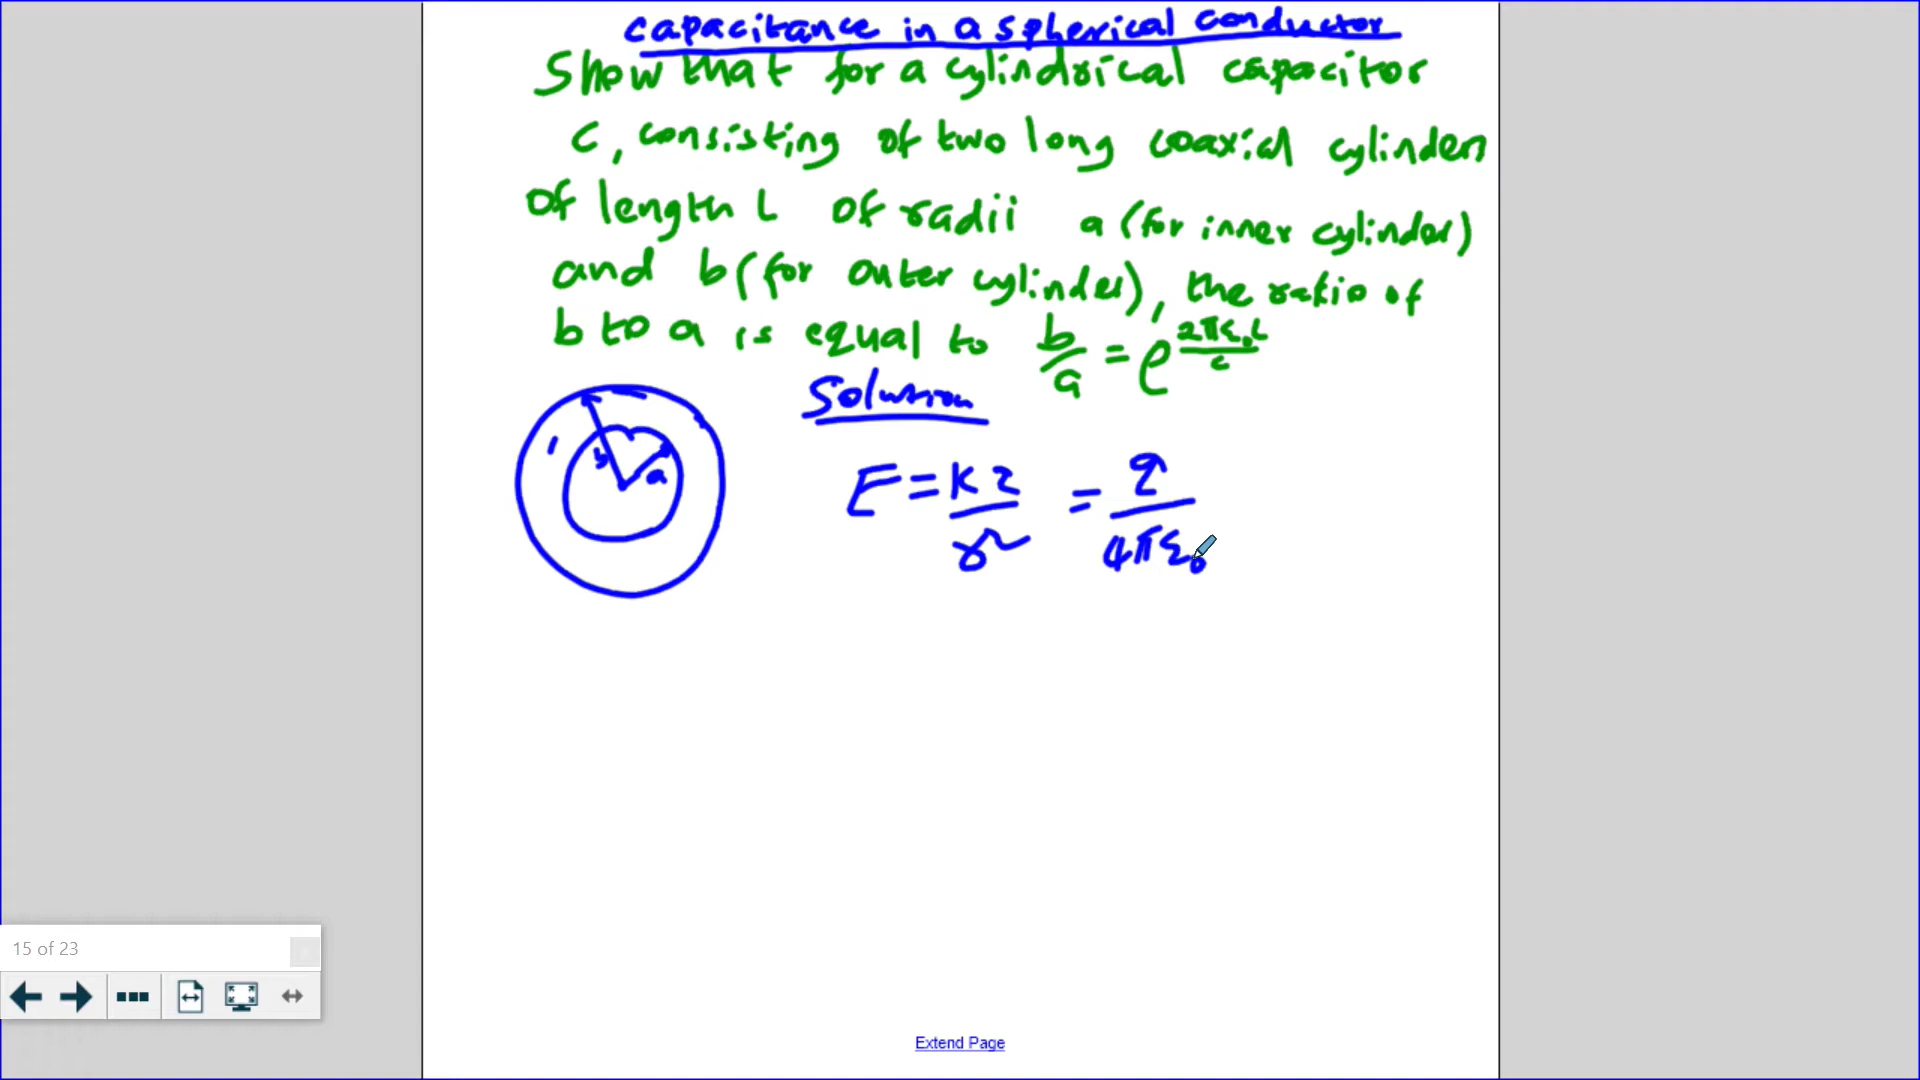 capacitance in a spherical conductor
Show that for a cylindrical capacitor
C, consisting of two long coaxial cylinders
of length L of radii a (for inner cylinder)
and b (for outer cylinder), the ratio of
b to a is equal to b/a = e^(2πε₀L/c)
Solution
b a
E = Kq/r² = q/4πε₀
15 of 23
Extend Page